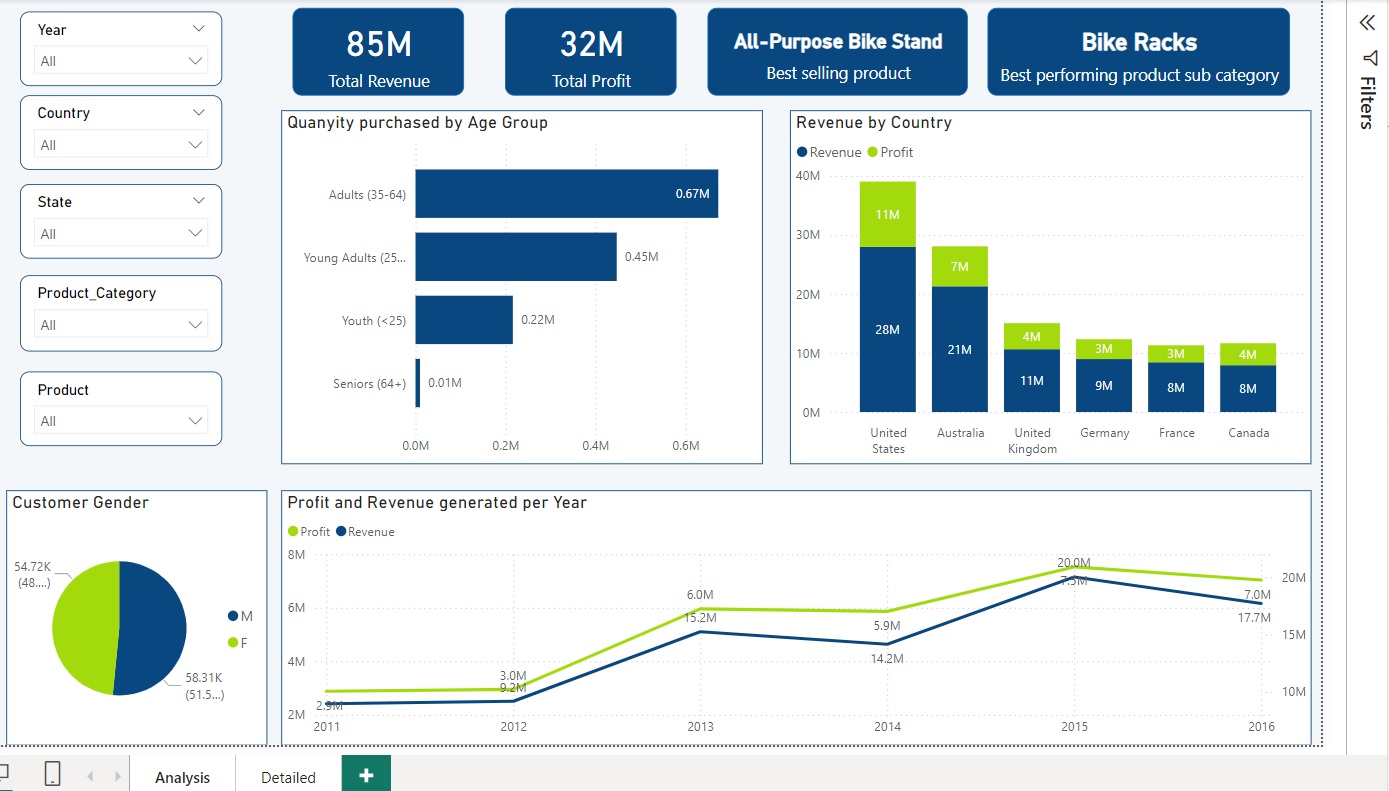 Year
All
Country
All
State
All
Product_Category
All
Product
All
85M
Total Revenue
32M
Total Profit
All-Purpose Bike Stand
Best selling product
Bike Racks
Best performing product sub category
Filters
Quanyity purchased by Age Group
Adults (35-64)
0.67M
Young Adults (25...
0.45M
Youth (<25)
0.22M
Seniors (64+)
0.01M
0.0M 0.2M 0.4M 0.6M
Revenue by Country
Revenue Profit
40M
30M
20M
10M
0M
11M
28M
7M
21M
4M
11M
3M
9M
3M
8M
4M
8M
United States
Australia
United Kingdom
Germany
France
Canada
Customer Gender
54.72K
(48....)
M
F
58.31K
(51.5...)
Profit and Revenue generated per Year
Profit Revenue
8M
6M
4M
2M
20M
15M
10M
2.9M
3.0M
9.2M
6.0M
15.2M
5.9M
14.2M
20.0M
7.5M
7.0M
17.7M
2011 2012 2013 2014 2015 2016
Analysis
Detailed
+